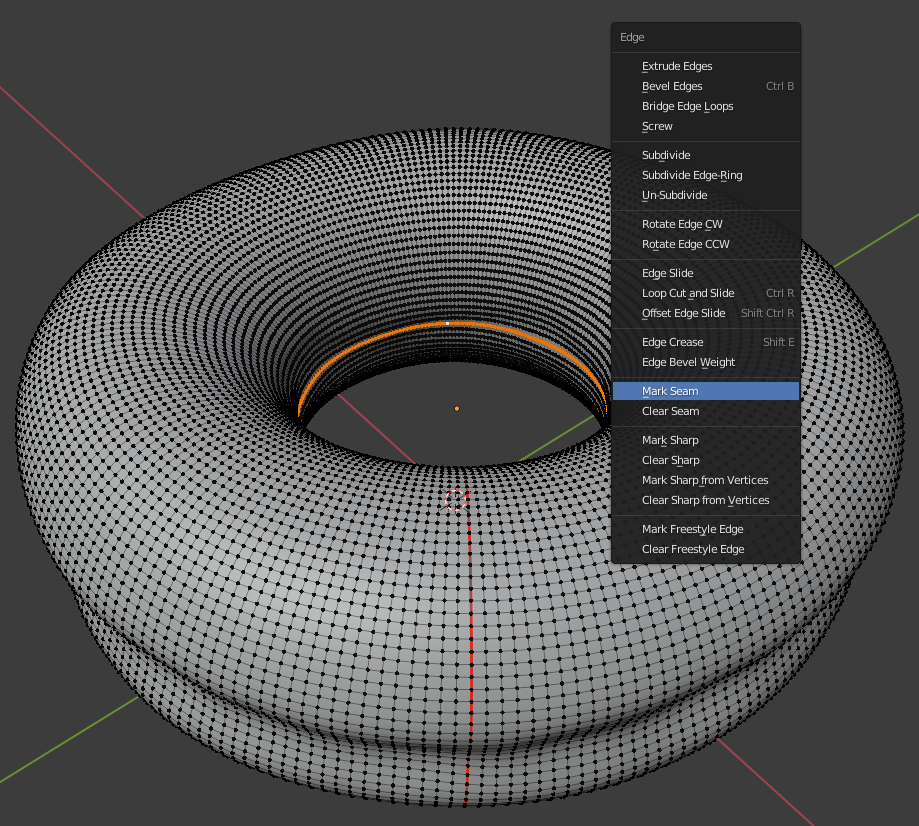 Edge
Extrude Edges
Bevel Edges Ctrl B
Bridge Edge Loops
Screw
Subdivide
Subdivide Edge-Ring
Un-Subdivide
Rotate Edge CW
Rotate Edge CCW
Edge Slide
Loop Cut and Slide Ctrl R
Offset Edge Slide Shift Ctrl R
Edge Crease Shift E
Edge Bevel Weight
Mark Seam
Clear Seam
Mark Sharp
Clear Sharp
Mark Sharp from Vertices
Clear Sharp from Vertices
Mark Freestyle Edge
Clear Freestyle Edge